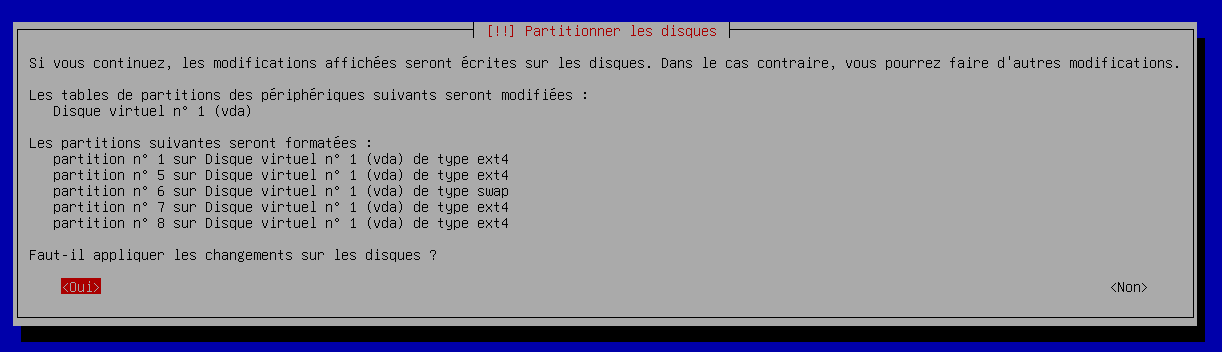 [!!] Partitionner les disques
Si vous continuez, les modifications affichées seront écrites sur les disques. Dans le cas contraire, vous pourrez faire d'autres modifications.
Les tables de partitions des périphériques suivants seront modifiées :
Disque virtuel n° 1 (vda)
Les partitions suivantes seront formatées :
partition n° 1 sur Disque virtuel n° 1 (vda) de type ext4
partition n° 5 sur Disque virtuel n° 1 (vda) de type ext4
partition n° 6 sur Disque virtuel n° 1 (vda) de type swap
partition n° 7 sur Disque virtuel n° 1 (vda) de type ext4
partition n° 8 sur Disque virtuel n° 1 (vda) de type ext4
Faut-il appliquer les changements sur les disques ?
<Oui> <Non>